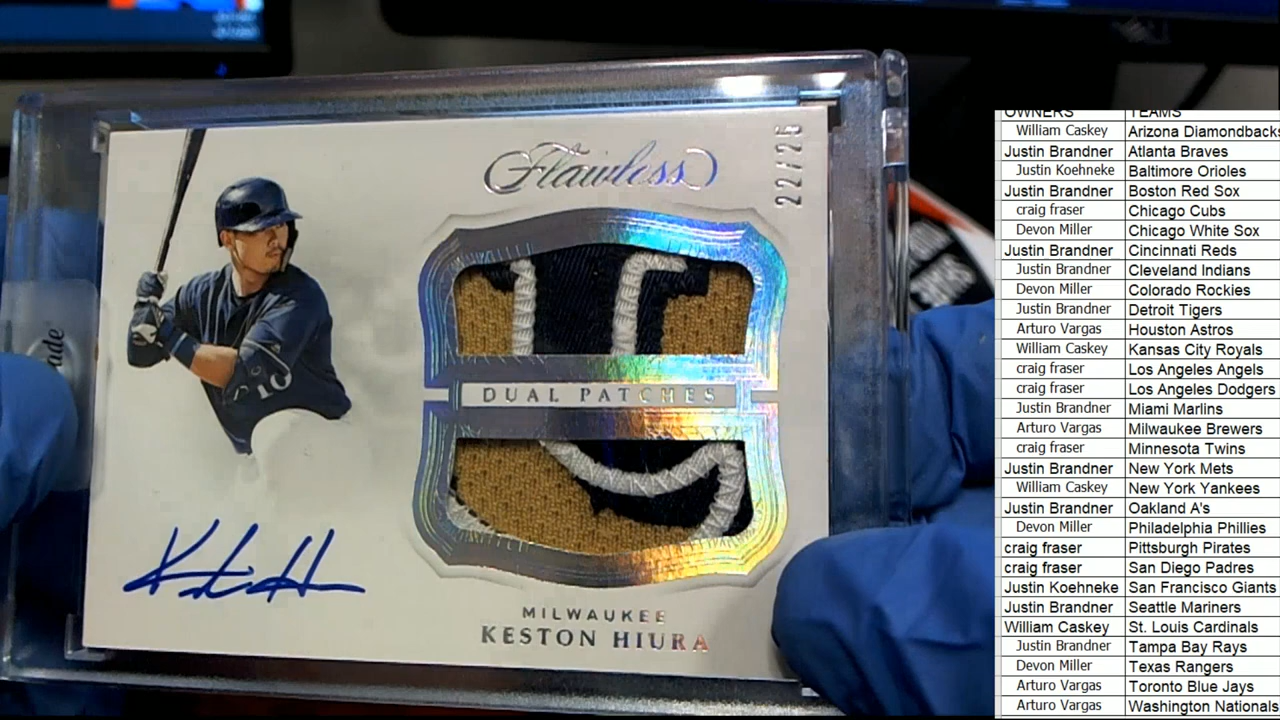 Flawless
22/25
10
DUAL PATCHES
MILWAUKEE
KESTON HIURA
ade
OWNERS TEAMS
William Caskey Arizona Diamondback
Justin Brandner Atlanta Braves
Justin Koehneke Baltimore Orioles
Justin Brandner Boston Red Sox
craig fraser Chicago Cubs
Devon Miller Chicago White Sox
Justin Brandner Cincinnati Reds
Justin Brandner Cleveland Indians
Devon Miller Colorado Rockies
Justin Brandner Detroit Tigers
Arturo Vargas Houston Astros
William Caskey Kansas City Royals
craig fraser Los Angeles Angels
craig fraser Los Angeles Dodgers
Justin Brandner Miami Marlins
Arturo Vargas Milwaukee Brewers
craig fraser Minnesota Twins
Justin Brandner New York Mets
William Caskey New York Yankees
Justin Brandner Oakland A's
Devon Miller Philadelphia Phillies
craig fraser Pittsburgh Pirates
craig fraser San Diego Padres
Justin Koehneke San Francisco Giants
Justin Brandner Seattle Mariners
William Caskey St. Louis Cardinals
Justin Brandner Tampa Bay Rays
Devon Miller Texas Rangers
Arturo Vargas Toronto Blue Jays
Arturo Vargas Washington Nationals